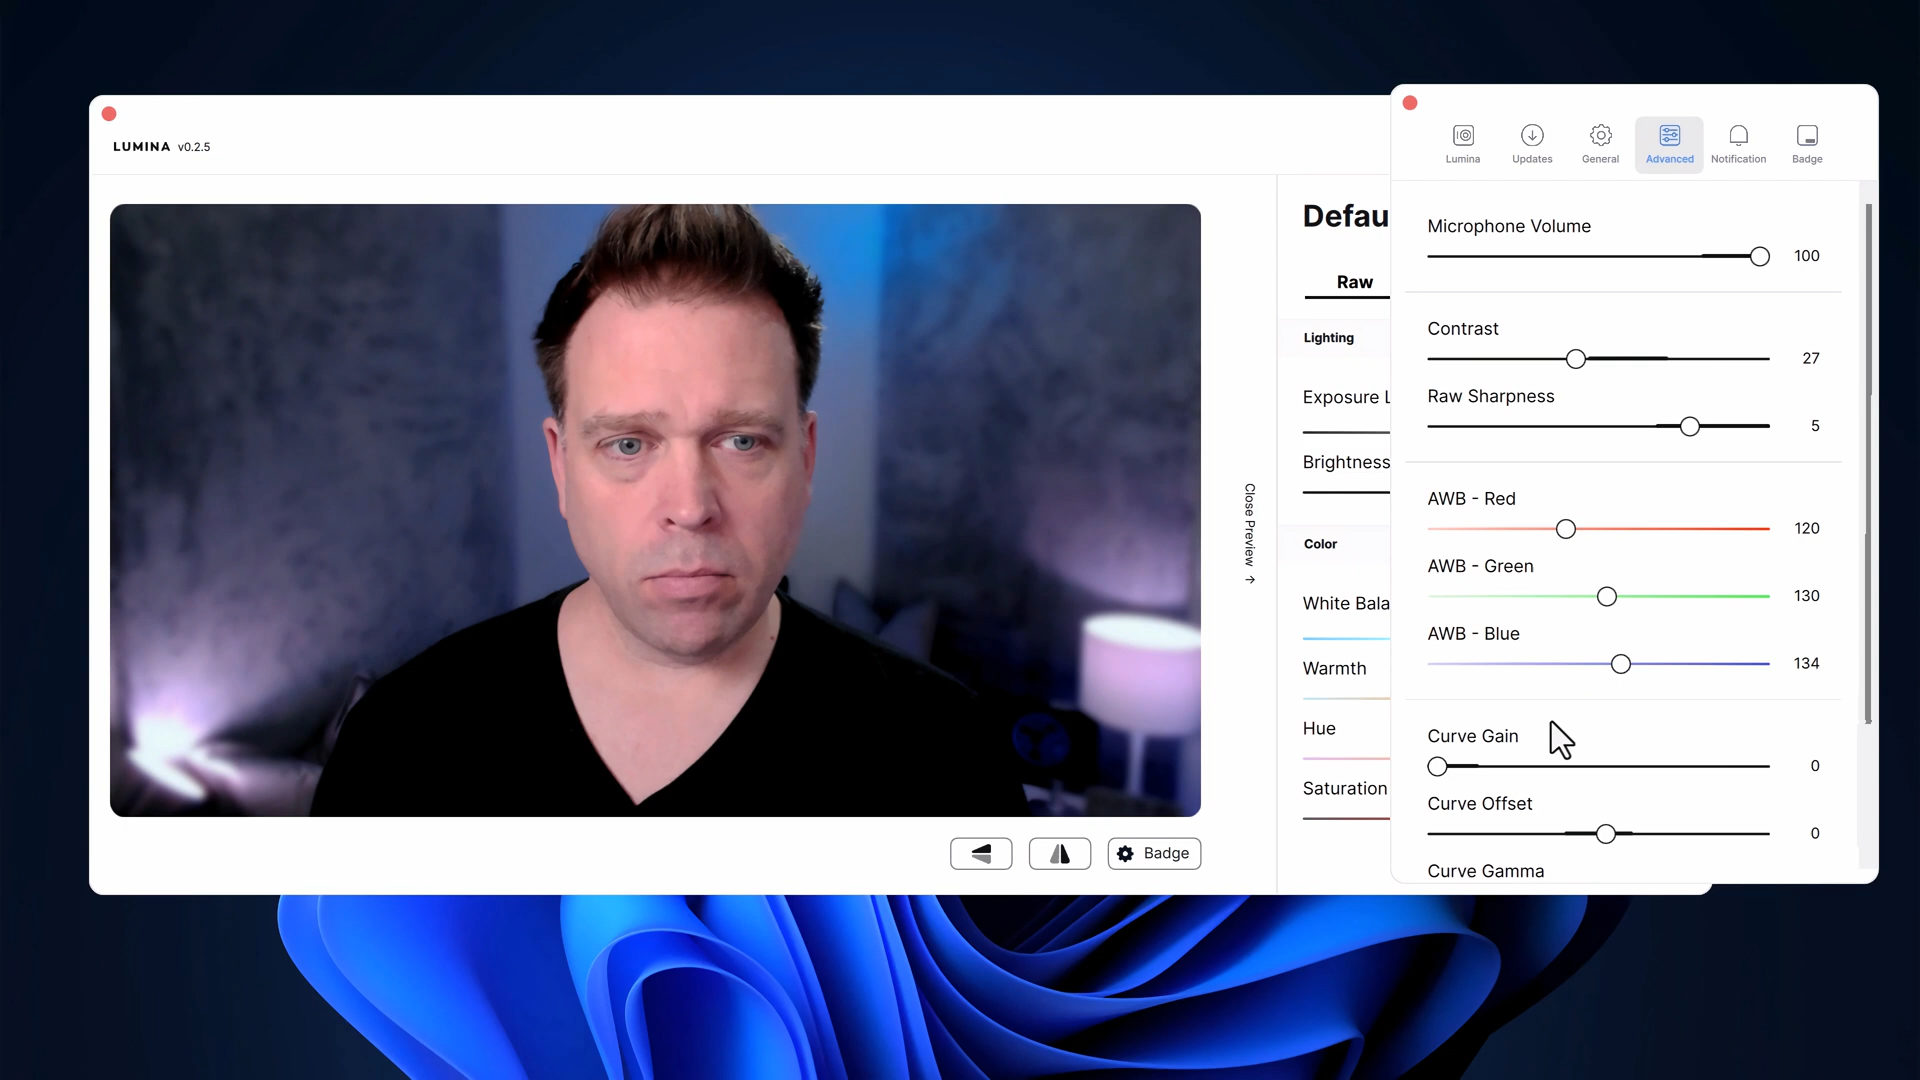 LUMINA v0.2.5
Close Preview
Badge
Defau
Raw
Lighting
Exposure L
Brightness
Color
White Bala
Warmth
Hue
Saturation
Lumina
Updates
General
Advanced
Notification
Badge
Microphone Volume
100
Contrast
27
Raw Sharpness
5
AWB - Red
120
AWB - Green
130
AWB - Blue
134
Curve Gain
0
Curve Offset
0
Curve Gamma